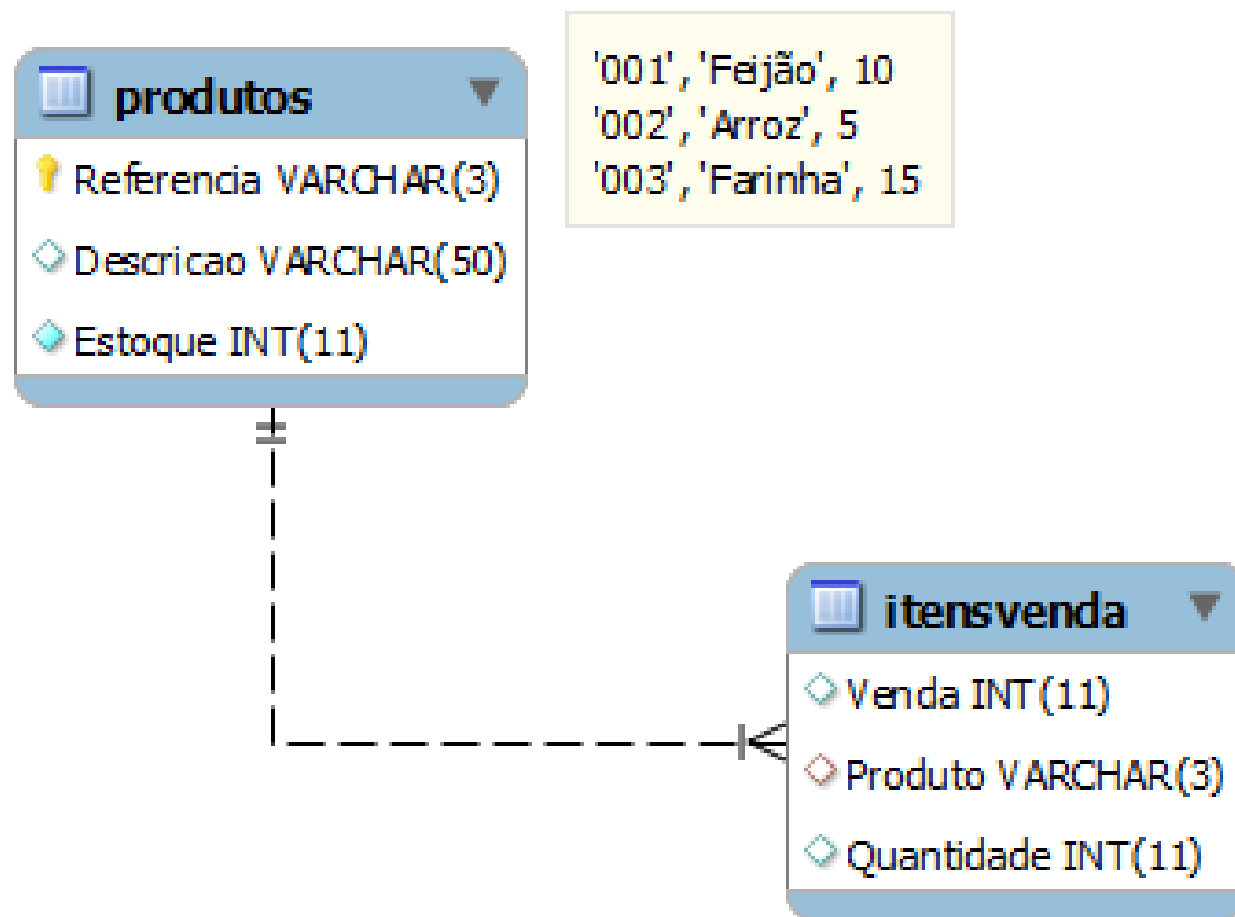 produtos
Referencia VARCHAR(3)
Descricao VARCHAR(50)
Estoque INT(11)
'001', 'Feijão', 10
'002', 'Arroz', 5
'003', 'Farinha', 15
itensvenda
Venda INT(11)
Produto VARCHAR(3)
Quantidade INT(11)